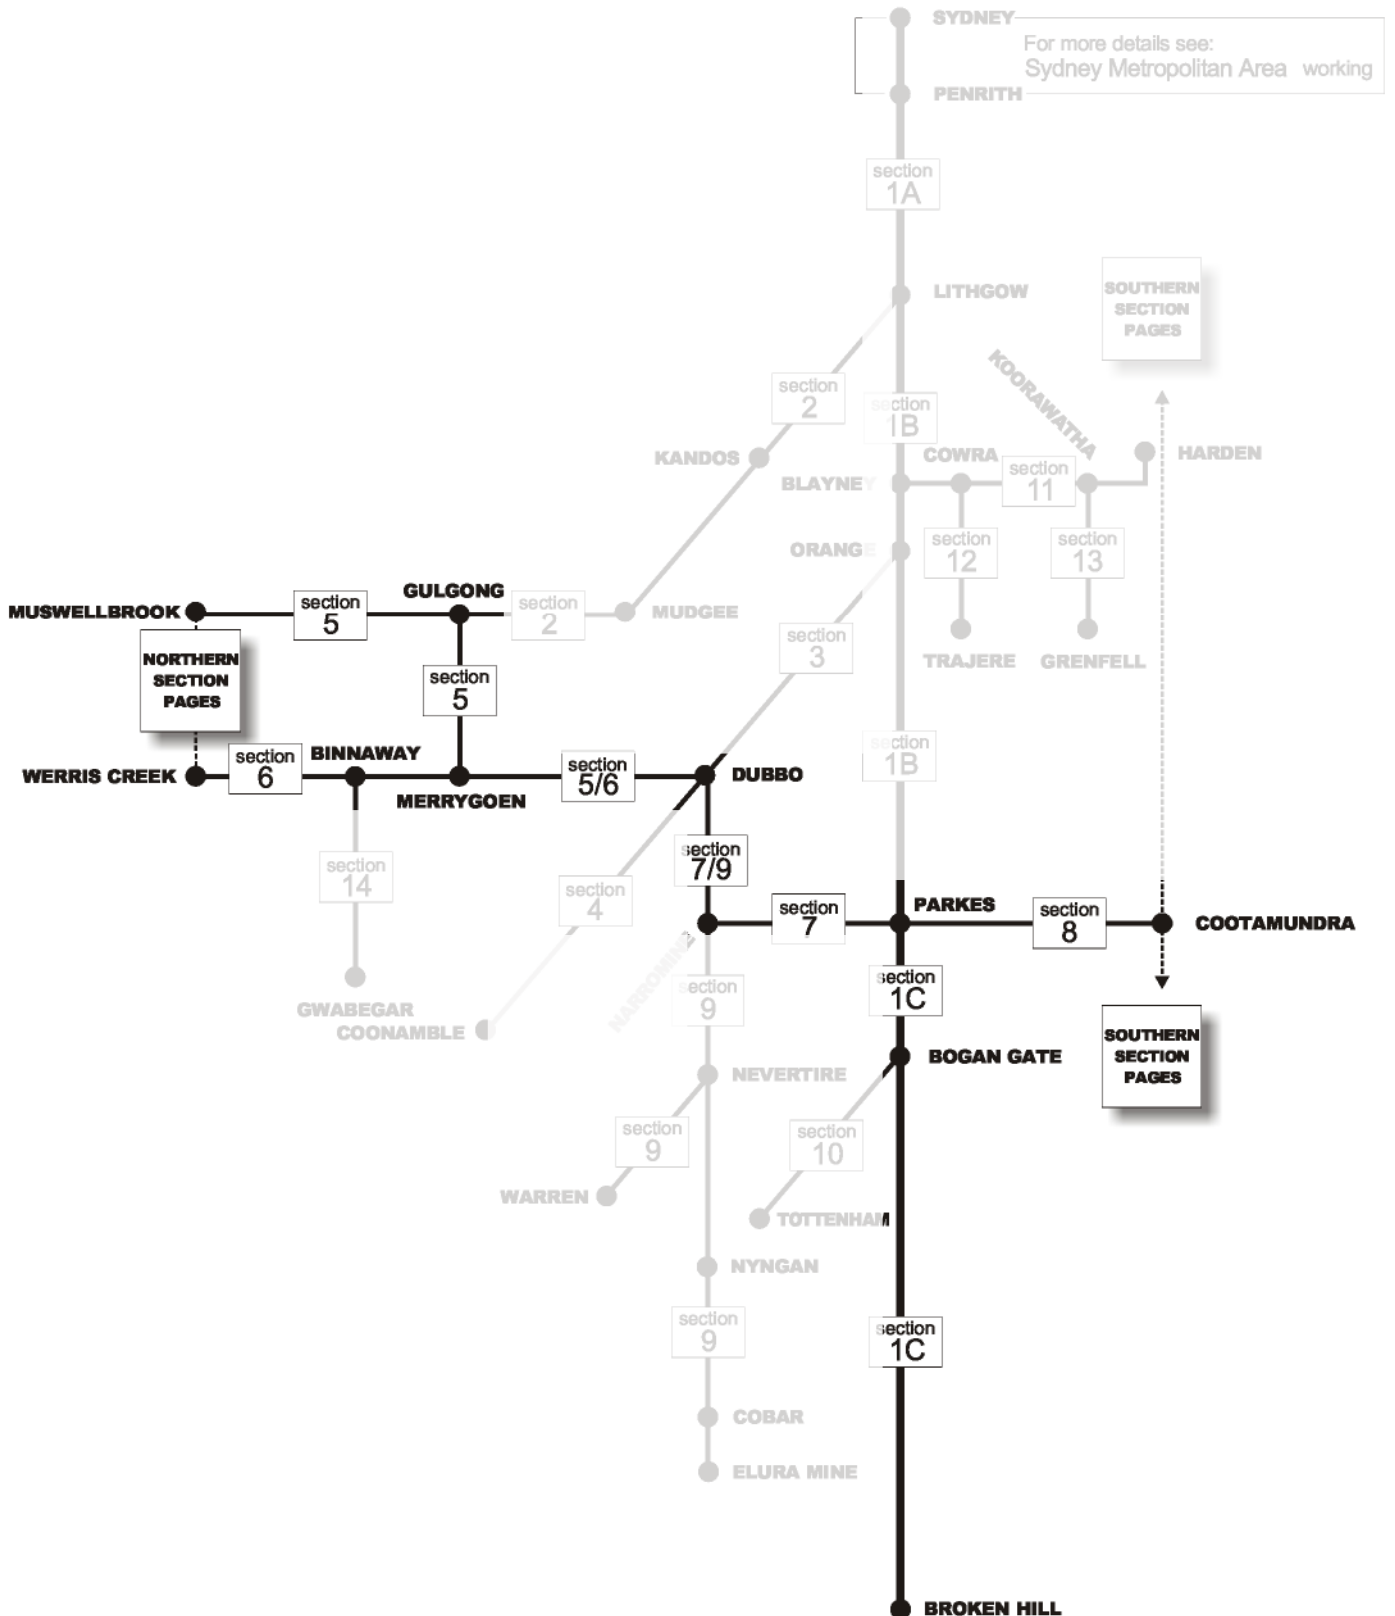 SYDNEY
For more details see:
Sydney Metropolitan Area working
PENRITH
section
1A
LITHGOW
SOUTHERN
SECTION
PAGES
section
2
section
1B
KOORAWATHA
KANDOS
COWRA
HARDEN
BLAYNEY
section
11
ORANGE
section
12
section
13
MUSWELLBROOK
section
5
GULGONG
section
2
MUDGEE
section
3
TRAJERE
GRENFELL
NORTHERN
SECTION
PAGES
section
5
section
1B
WERRIS CREEK
section
6
BINNAWAY
MERRYGOEN
section
5/6
DUBBO
section
7/9
section
14
section
4
section
7
PARKES
section
8
COOTAMUNDRA
NARROMINE
section
9
section
1C
GWABEGAR
COONAMBLE
BOGAN GATE
SOUTHERN
SECTION
PAGES
NEVERTIRE
section
9
section
10
WARREN
TOTTENHAM
NYNGAN
section
9
section
1C
COBAR
ELURA MINE
BROKEN HILL